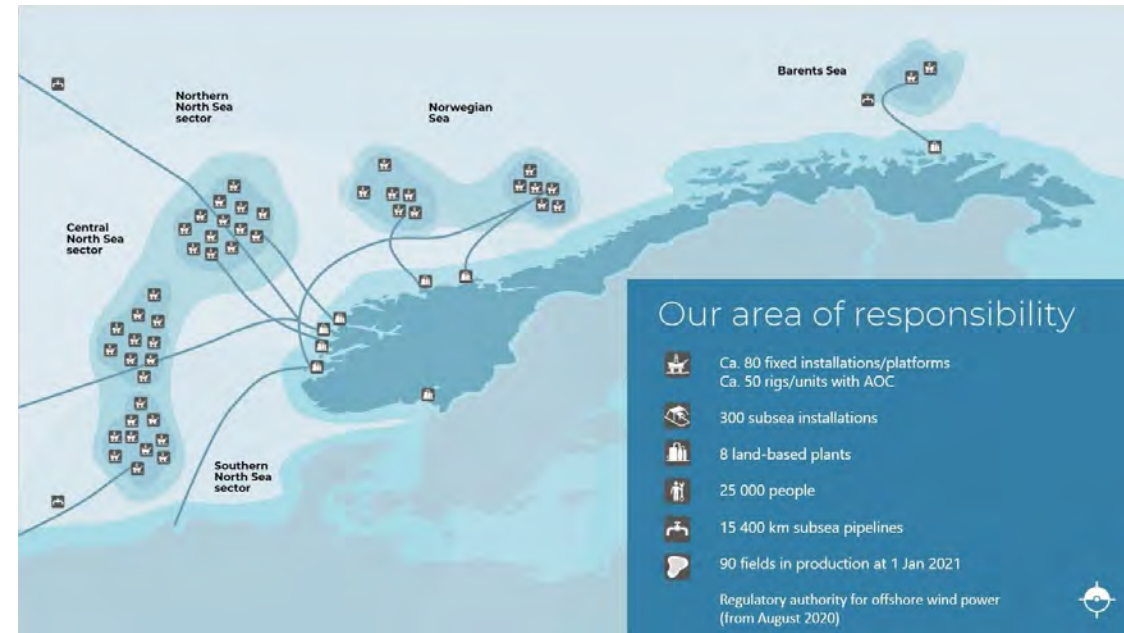 Barents Sea
Northern
North Sea
sector
Norwegian
Sea
Central
North Sea
sector
Southern
North Sea
sector
Our area of responsibility
Ca. 80 fixed installations/platforms
Ca. 50 rigs/units with AOC
300 subsea installations
8 land-based plants
25 000 people
15 400 km subsea pipelines
90 fields in production at 1 Jan 2021
Regulatory authority for offshore wind power
(from August 2020)